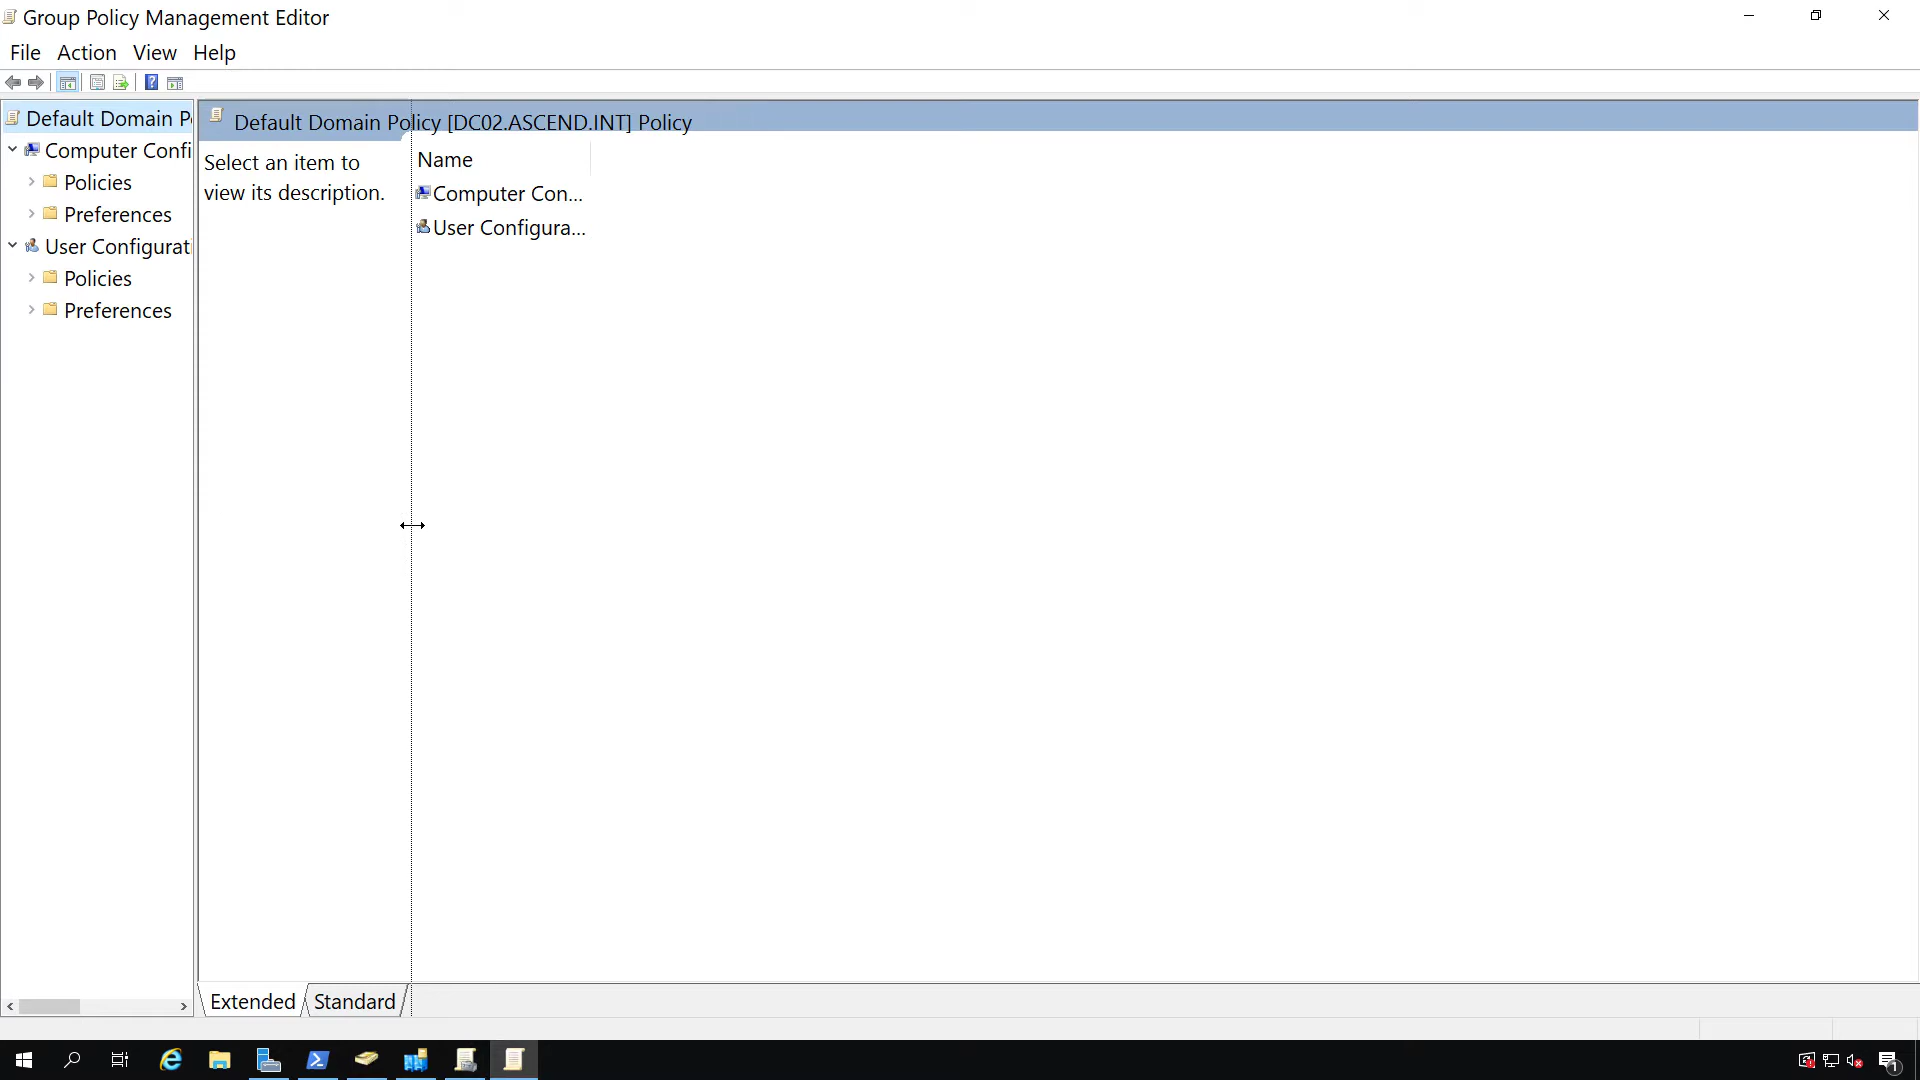 Group Policy Management Editor
File Action View Help
Default Domain P
Computer Confi
Policies
Preferences
User Configurati
Policies
Preferences
Default Domain Policy [DC02.ASCEND.INT] Policy
Select an item to
view its description.
Name
Computer Con...
User Configura...
Extended Standard
1